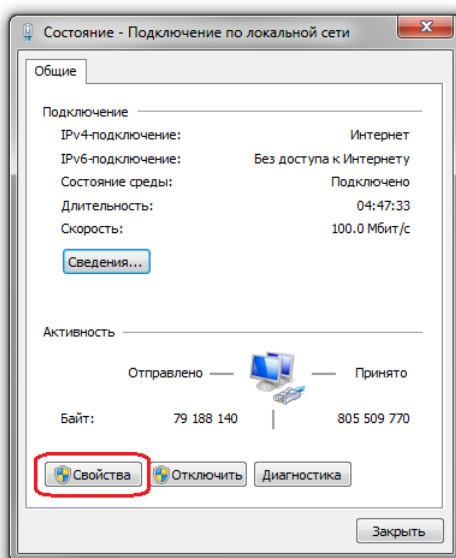 Состояние - Подключение по локальной сети
Общие
Подключение
IPv4-подключение: Интернет
IPv6-подключение: Без доступа к Интернету
Состояние среды: Подключено
Длительность: 04:47:33
Скорость: 100.0 Мбит/с
Сведения...
Активность
Отправлено — — Принято
Байт: 79 188 140 | 805 509 770
Свойства Отключить Диагностика
Закрыть